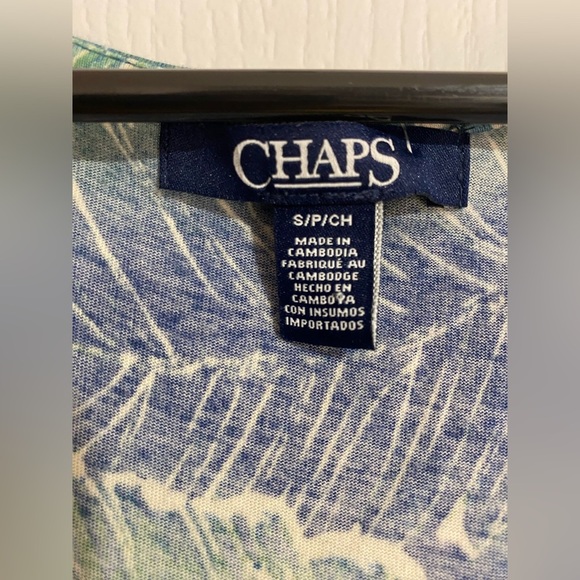 CHAPS
S/P/CH
MADE IN
CAMBODIA
FABRIQUÉ AU
CAMBODGE
HECHO EN
CAMBOYA
CON INSUMOS
IMPORTADOS